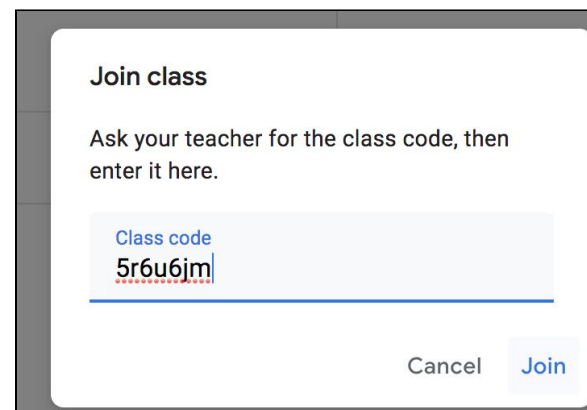 Join class
Ask your teacher for the class code, then
enter it here.
Class code
5r6u6jm
Cancel Join